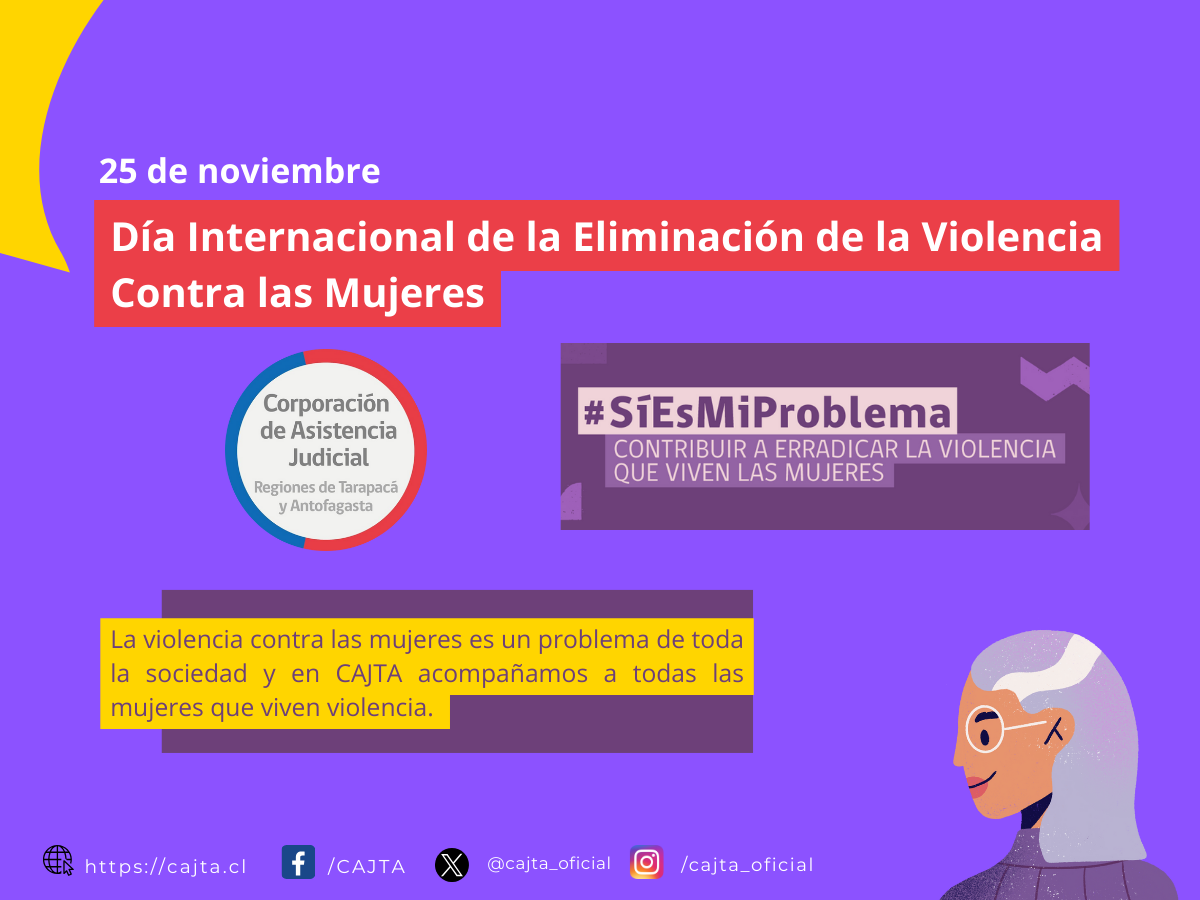 25 de noviembre
Día Internacional de la Eliminación de la Violencia
Contra las Mujeres
Corporación
de Asistencia
Judicial
Regiones de Tarapacá
y Antofagasta
#SíEsMiProblema
CONTRIBUIR A ERRADICAR LA VIOLENCIA
QUE VIVEN LAS MUJERES
La violencia contra las mujeres es un problema de toda
la sociedad y en CAJTA acompañamos a todas las
mujeres que viven violencia.
https://cajta.cl /CAJTA @cajta_oficial /cajta_oficial